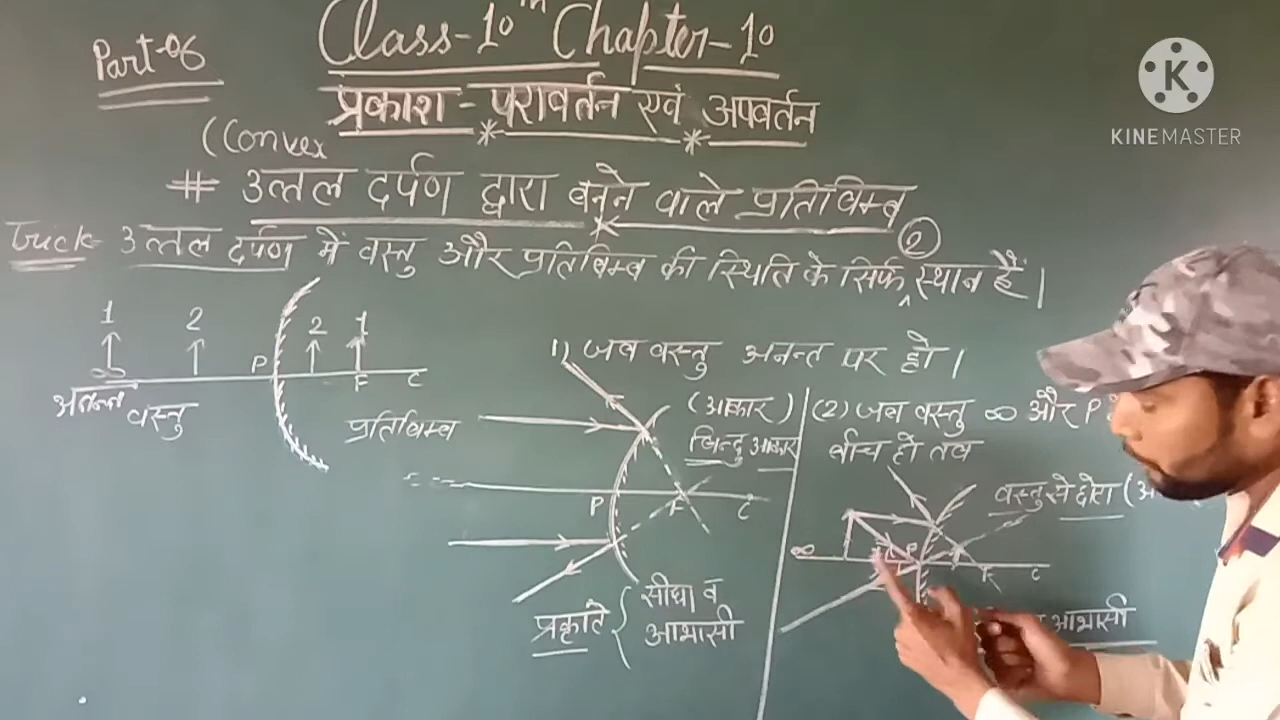 Part-06
Class-10th Chapter-10
प्रकाश - परावर्तन एवं अपवर्तन
(Convex
# उत्तल दर्पण द्वारा बनने वाले प्रतिबिम्ब
Trick- उत्तल दर्पण में वस्तु और प्रतिबिम्ब की स्थिति के सिर्फ (2) स्थान हैं।
1 2 P 2 1 F C
∞
अनन्त वस्तु
प्रतिबिम्ब
1) जब वस्तु अनन्त पर हो।
(आकार)
बिन्दु आकार
P F C
प्रकृति { सीधा व
आभासी
(2) जब वस्तु ∞ और P के
बीच हो तब
वस्तु से छोटा
∞ P F C
आभासी
K
KINEMASTER